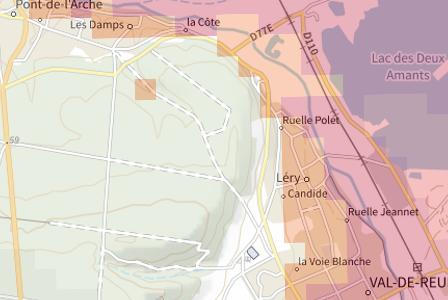 Pont-de-l'Arche
Les Damps
la Côte
D77E
D110
Lac des Deux
Amants
Ruelle Polet
59
Léry
Candide
Ruelle Jeannet
la Voie Blanche
VAL-DE-REU